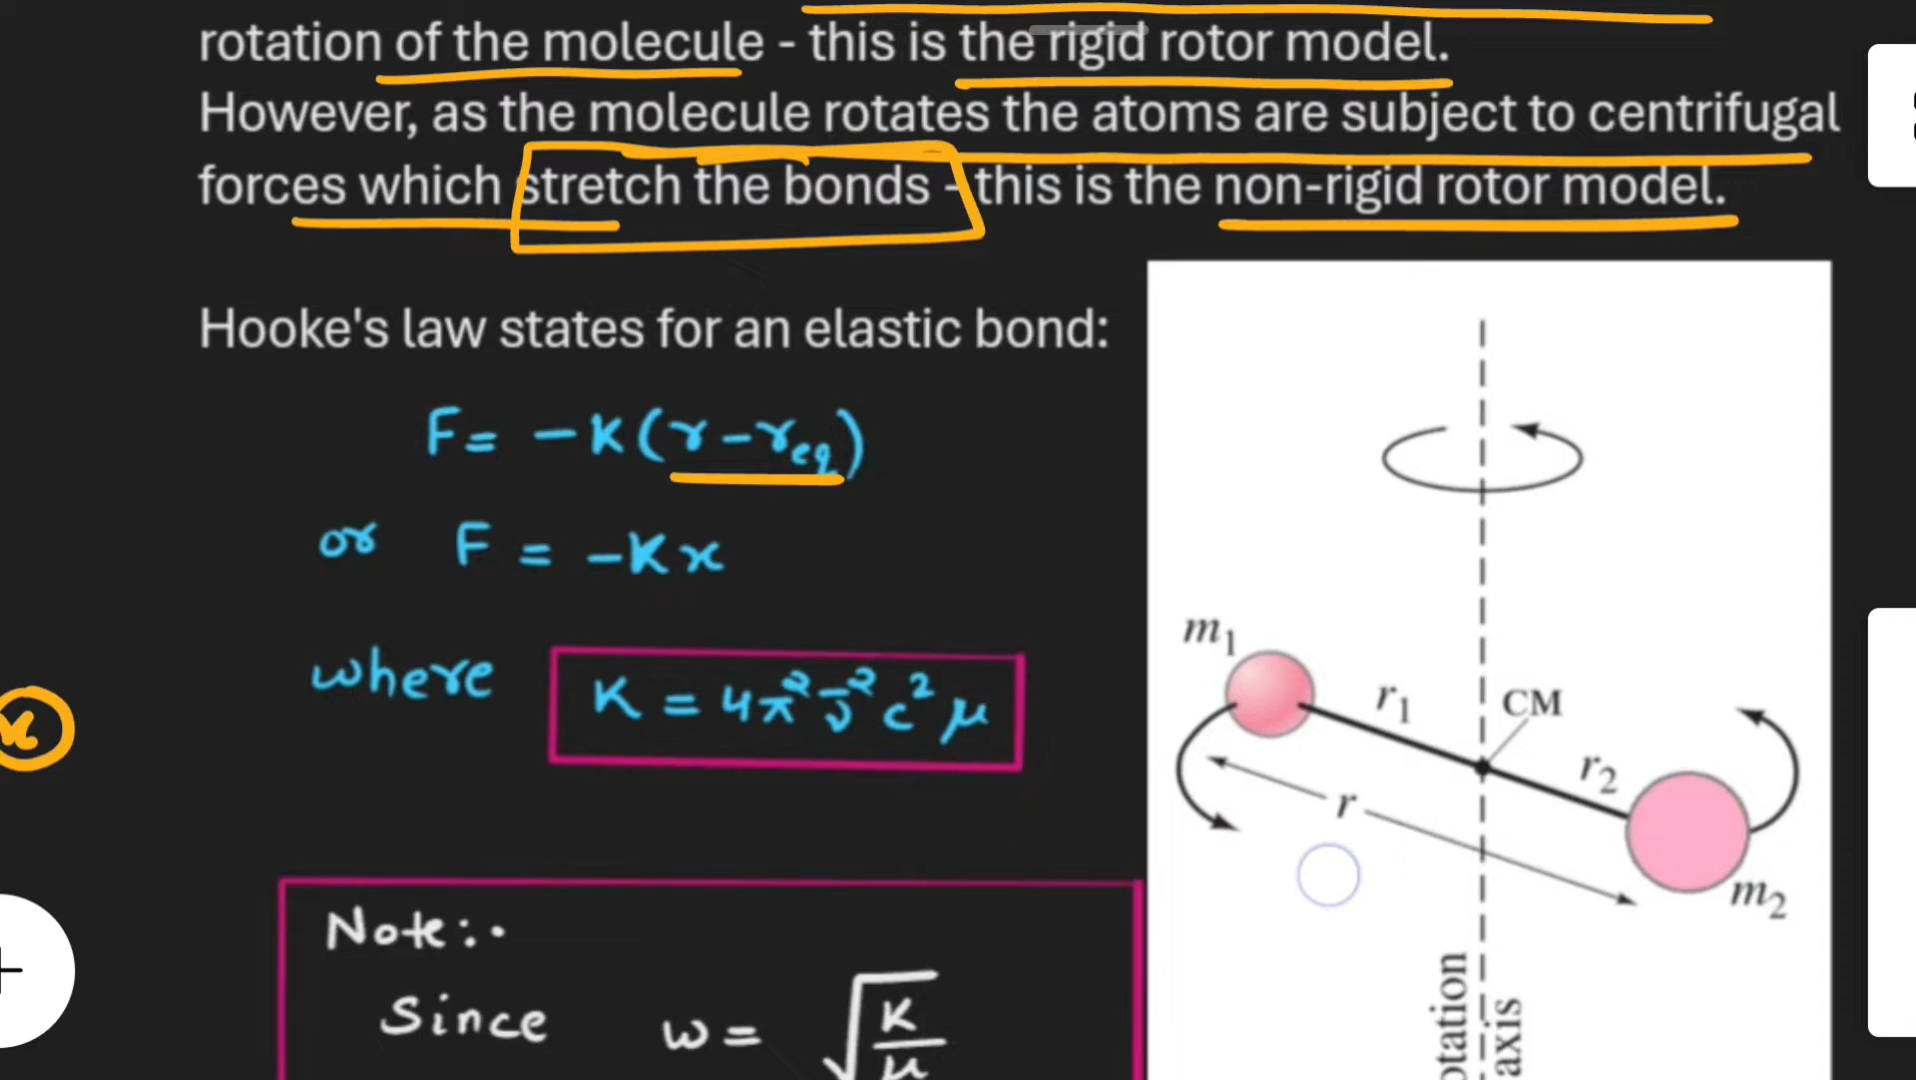 rotation of the molecule - this is the rigid rotor model.
However, as the molecule rotates the atoms are subject to centrifugal
forces which stretch the bonds - this is the non-rigid rotor model.
Hooke's law states for an elastic bond:
F = -K(r-r_eq)
or F = -Kx
where K = 4π²ν̄²c²μ
x
Note:.
Since w = √(K/μ)
m₁
r₁
CM
r₂
r
m₂
otation
axis